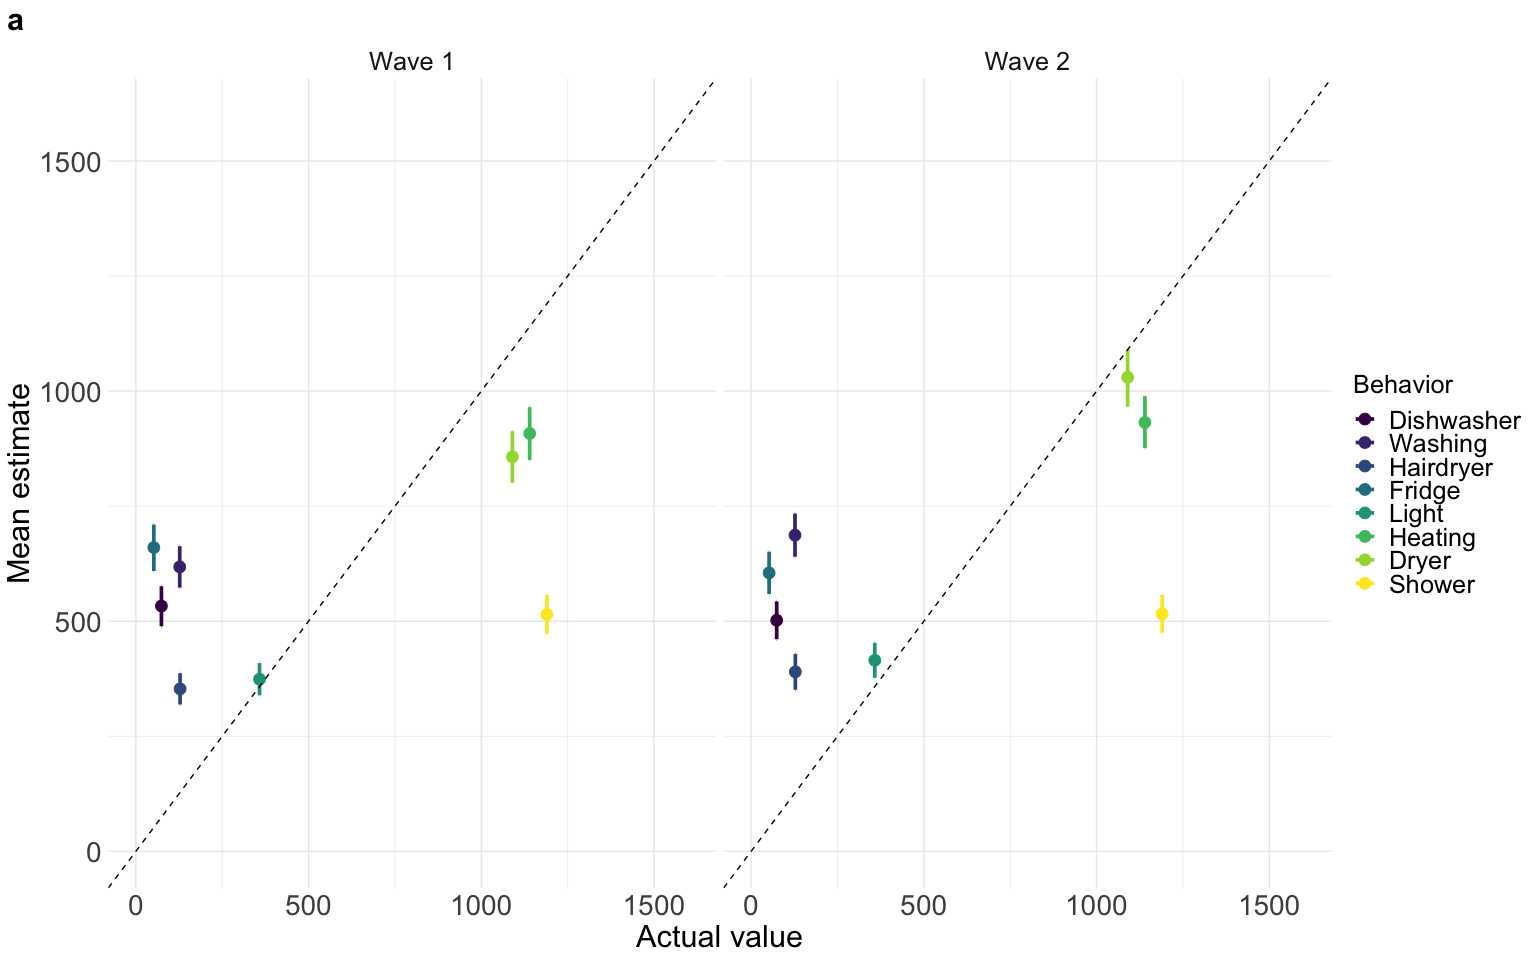 a
Wave 1
Wave 2
1500
1000
500
0
Mean estimate
0
500
1000
1500
0
500
1000
1500
Actual value
Behavior
Dishwasher
Washing
Hairdryer
Fridge
Light
Heating
Dryer
Shower